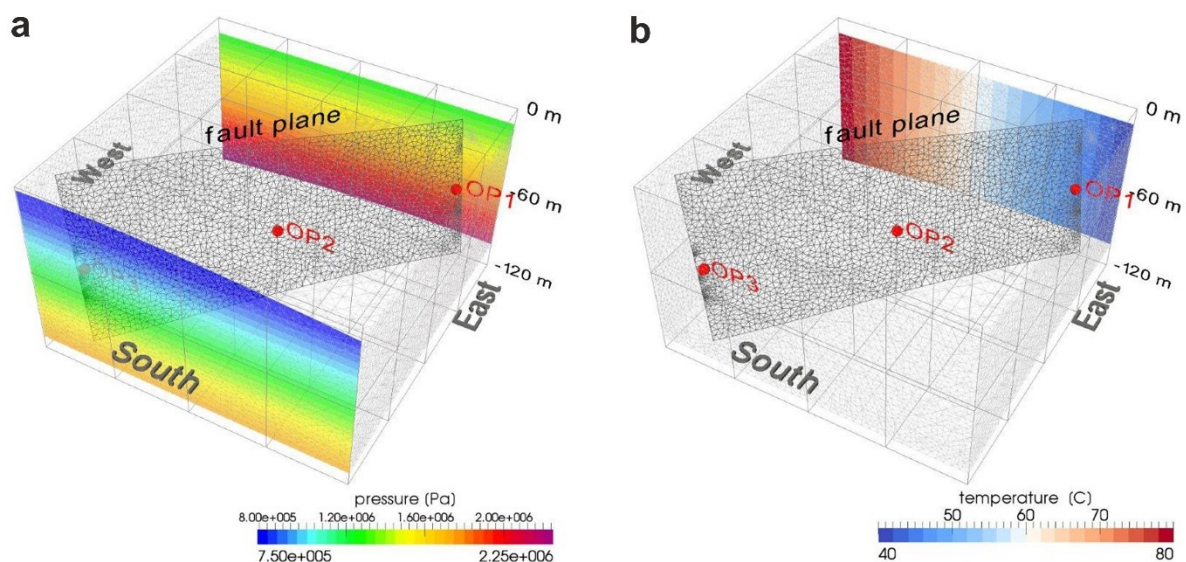 a
fault plane
0 m
West
OP1
-60 m
OP2
OP3
-120 m
East
South
pressure [Pa]
8.00e+005 1.20e+006 1.60e+006 2.00e+006
7.50e+005 2.25e+006
b
fault plane
0 m
West
OP1
-60 m
OP2
OP3
-120 m
East
South
temperature [C]
50 60 70
40 80